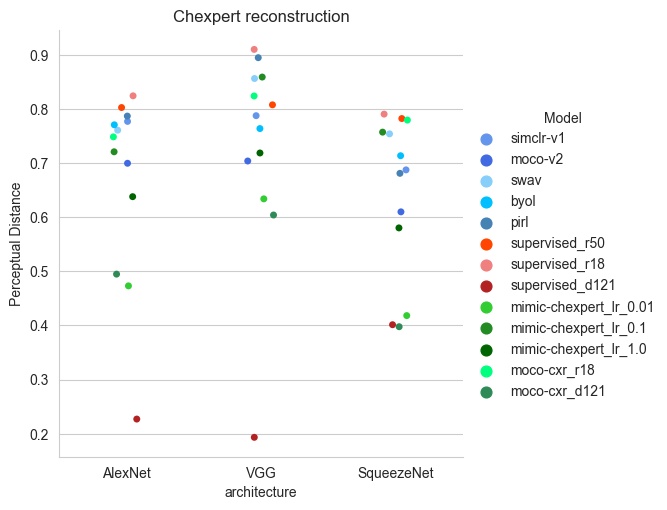 Chexpert reconstruction
Perceptual Distance
0.9
0.8
0.7
0.6
0.5
0.4
0.3
0.2
AlexNet
VGG
SqueezeNet
architecture
Model
simclr-v1
moco-v2
swav
byol
pirl
supervised_r50
supervised_r18
supervised_d121
mimic-chexpert_lr_0.01
mimic-chexpert_lr_0.1
mimic-chexpert_lr_1.0
moco-cxr_r18
moco-cxr_d121